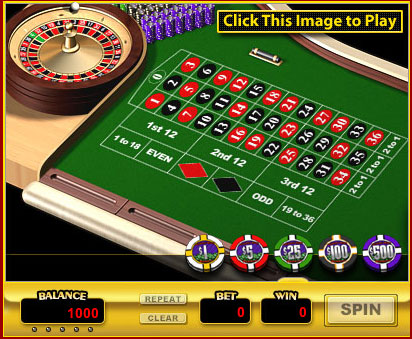 Click This Image to Play
3 6 9 12 15 18 21 24 27 30 33 36 2 to 1
0 2 5 8 11 14 17 20 23 26 29 32 35 2 to 1
1 4 7 10 13 16 19 22 25 28 31 34 2 to 1
1st 12 2nd 12 3rd 12
1 to 18 EVEN ODD 19 to 36
$1 $5 $25 $100 $500
BALANCE REPEAT BET WIN SPIN
1000 CLEAR 0 0